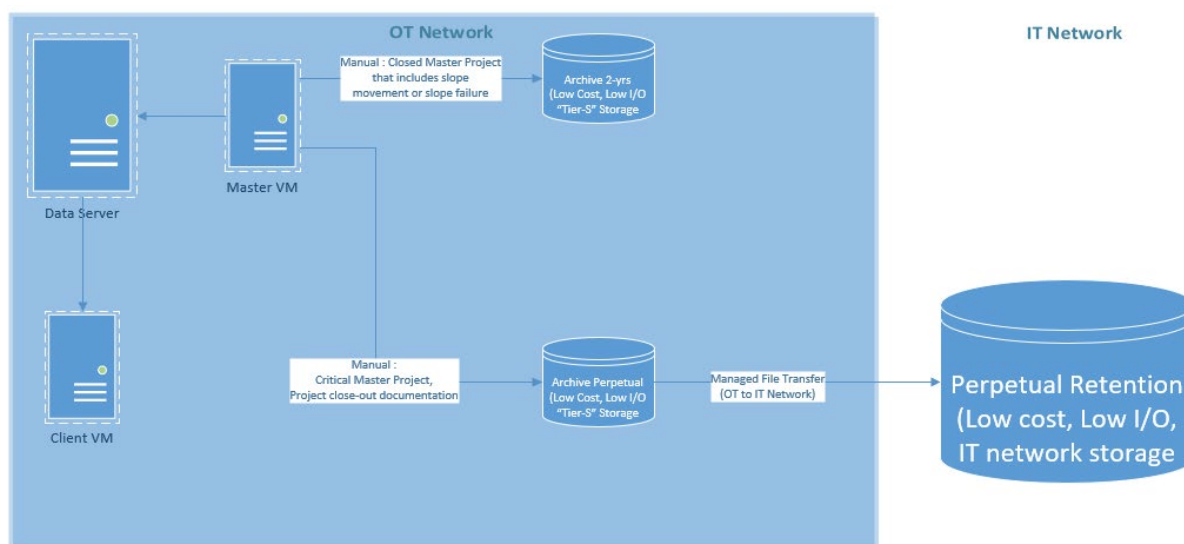 OT Network
IT Network
Manual : Closed Master Project
that includes slope
movement or slope failure
Archive 2-yrs
(Low Cost, Low I/O
“Tier-S” Storage
Master VM
Data Server
Manual :
Critical Master Project,
Project close-out documentation
Archive Perpetual
(Low Cost, Low I/O
“Tier-S” Storage
Managed File Transfer
(OT to IT Network)
Perpetual Retention
(Low cost, Low I/O,
IT network storage
Client VM